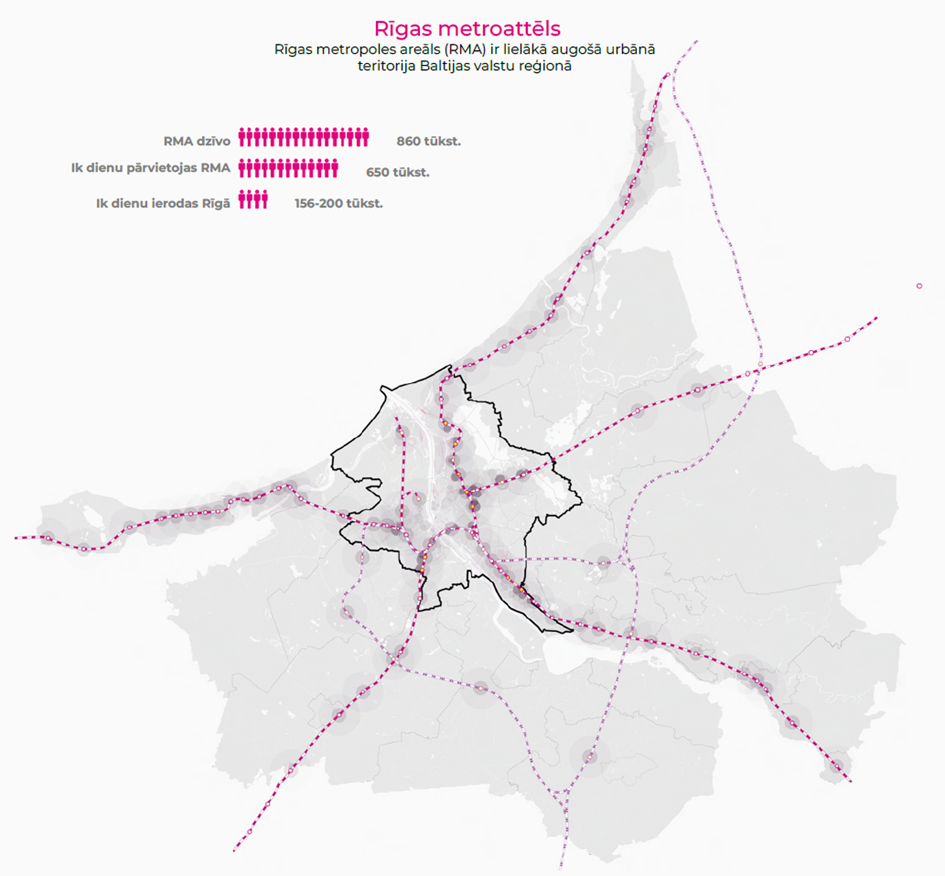 Rīgas metroattēls
Rīgas metropoles areāls (RMA) ir lielākā augošā urbānā
teritorija Baltijas valstu reģionā
RMA dzīvo 860 tūkst.
Ik dienu pārvietojas RMA 650 tūkst.
Ik dienu ierodas Rīgā 156-200 tūkst.